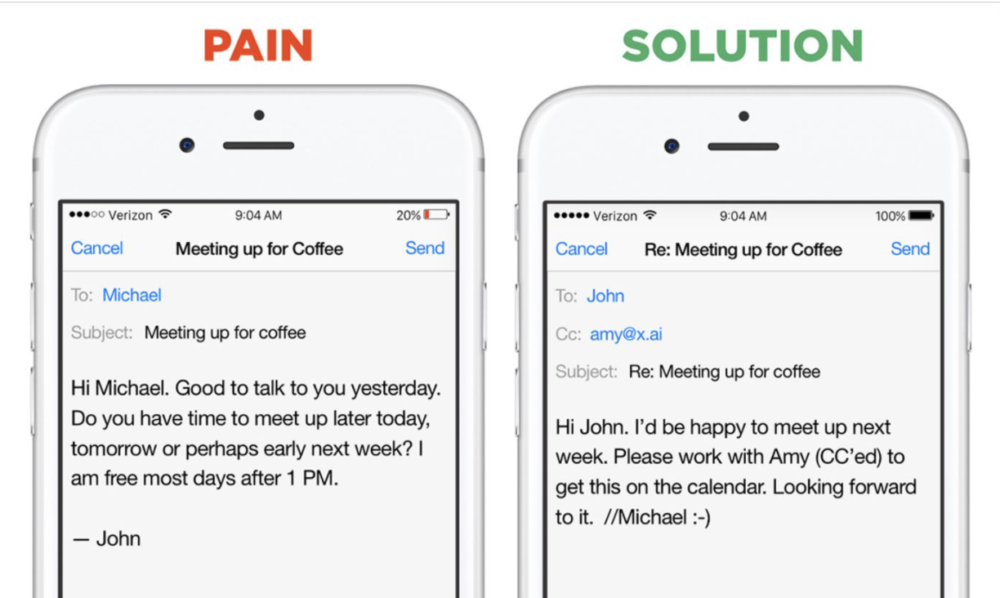 PAIN
SOLUTION
Verizon 9:04 AM 20%
Cancel Meeting up for Coffee Send
To: Michael
Subject: Meeting up for coffee
Hi Michael. Good to talk to you yesterday.
Do you have time to meet up later today,
tomorrow or perhaps early next week? I
am free most days after 1 PM.
— John
Verizon 9:04 AM 100%
Cancel Re: Meeting up for Coffee Send
To: John
Cc: amy@x.ai
Subject: Re: Meeting up for coffee
Hi John. I’d be happy to meet up next
week. Please work with Amy (CC’ed) to
get this on the calendar. Looking forward
to it. //Michael :-)